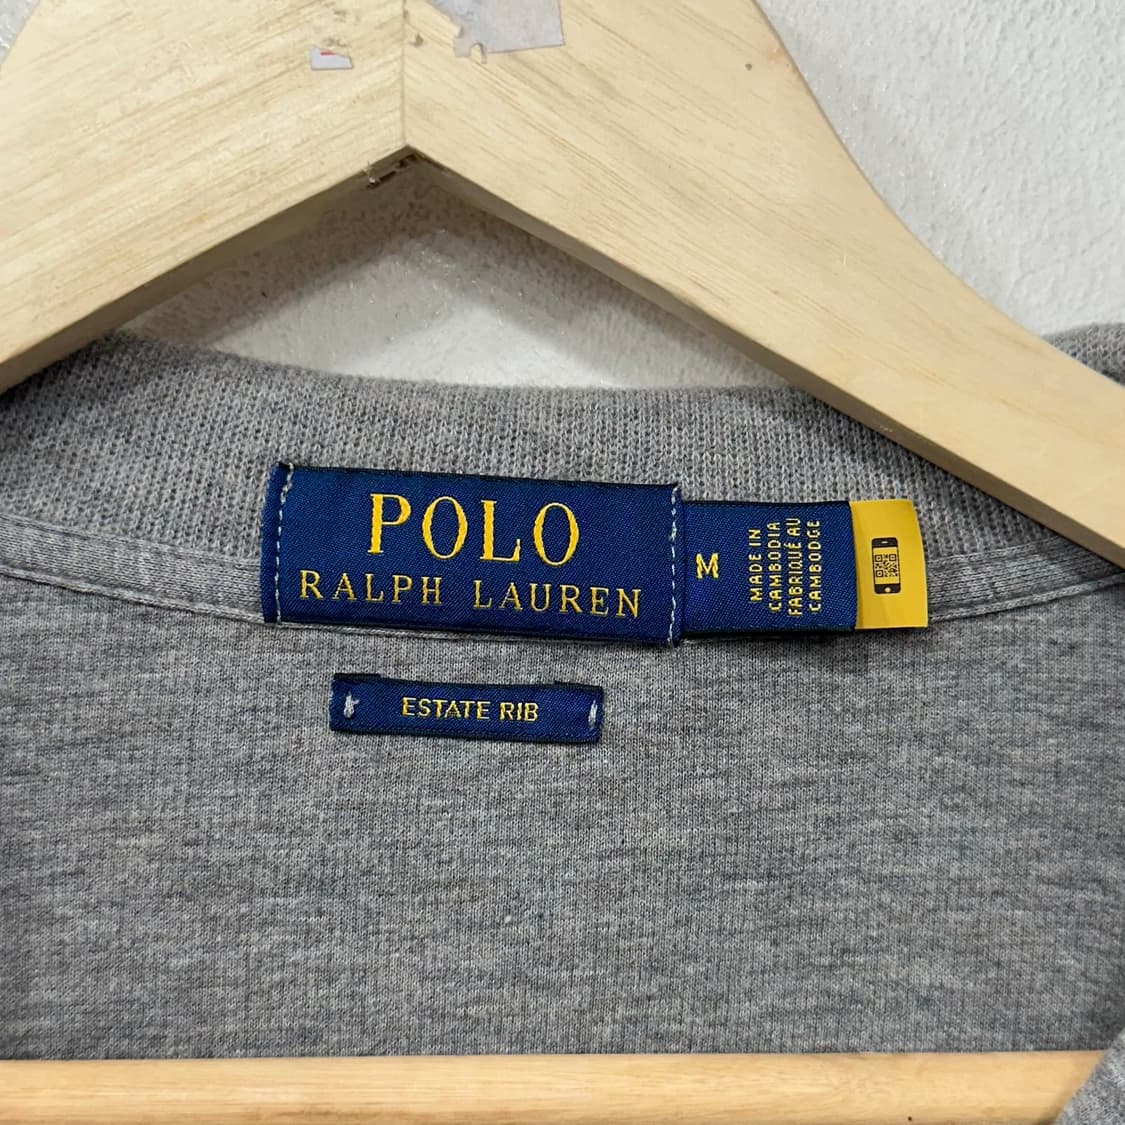 POLO
RALPH LAUREN
M
MADE IN
CAMBODIA
FABRIQUÉ AU
CAMBODGE
ESTATE RIB